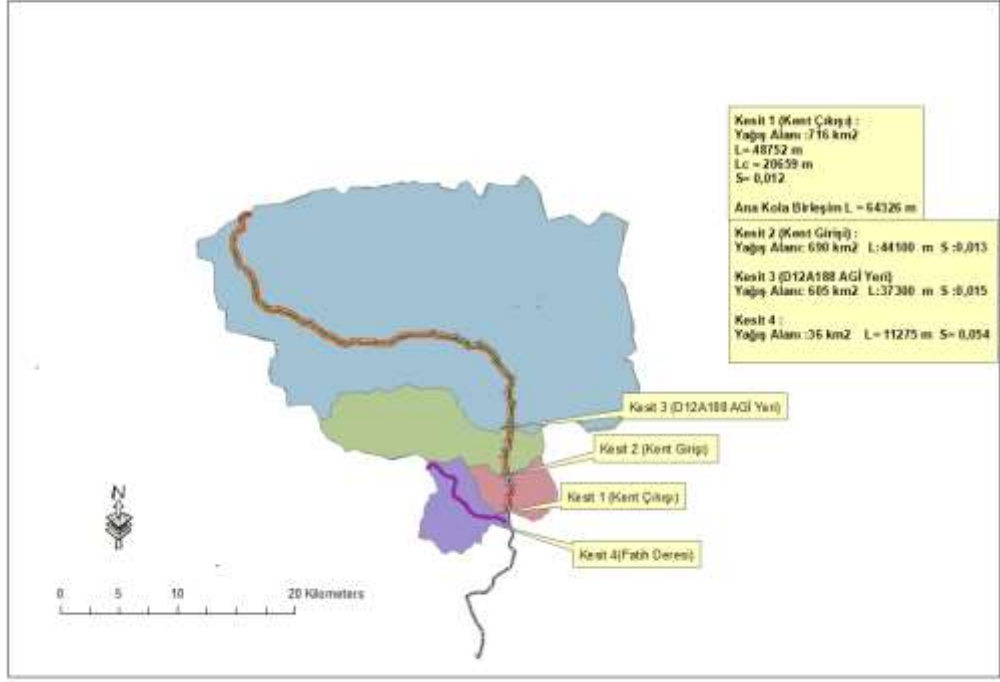 Kesit 1 (Kent Çıkışı) :
Yağış Alanı :716 km2
L= 48752 m
Lc = 20659 m
S= 0,012
Ana Kola Birleşim L = 64326 m
Kesit 2 (Kent Girişi) :
Yağış Alanı: 690 km2 L:44100 m S :0,013
Kesit 3 (D12A188 AGİ Yeri)
Yağış Alanı: 605 km2 L:37300 m S :0,015
Kesit 4 :
Yağış Alanı :36 km2 L= 11275 m S= 0,054
Kesit 3 (D12A188 AGİ Yeri)
Kesit 2 (Kent Girişi)
Kesit 1 (Kent Çıkışı)
Kesit 4(Fatih Deresi)
N
0 5 10 20 Kilometers